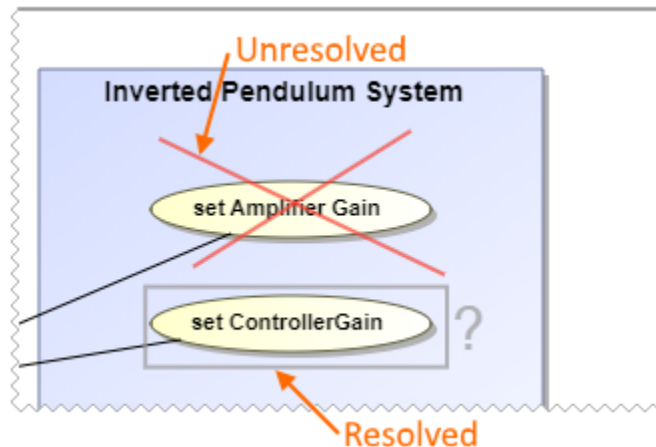 Unresolved
Inverted Pendulum System
set Amplifier Gain
set ControllerGain
?
Resolved